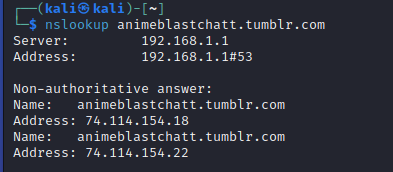 ┌──(kali㉿kali)-[~]
└─$ nslookup animeblastchatt.tumblr.com
Server:         192.168.1.1
Address:        192.168.1.1#53

Non-authoritative answer:
Name:   animeblastchatt.tumblr.com
Address: 74.114.154.18
Name:   animeblastchatt.tumblr.com
Address: 74.114.154.22